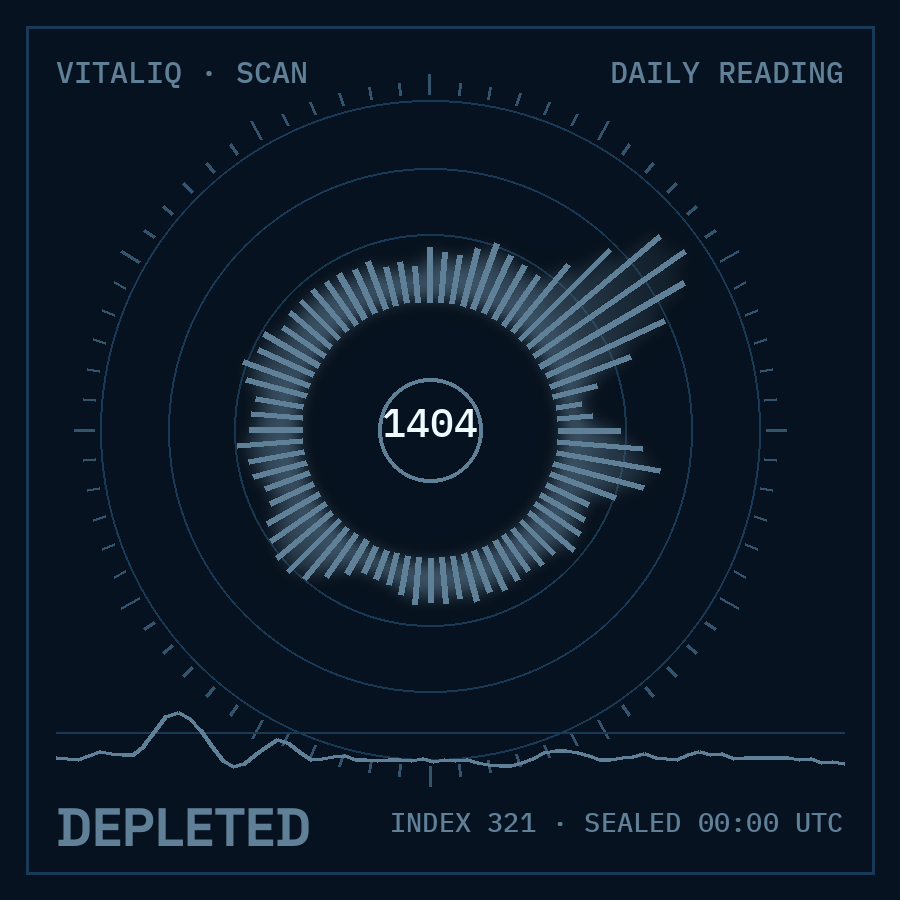 VITALIQ · SCAN
DAILY READING
1404
DEPLETED
INDEX 321 · SEALED 00:00 UTC